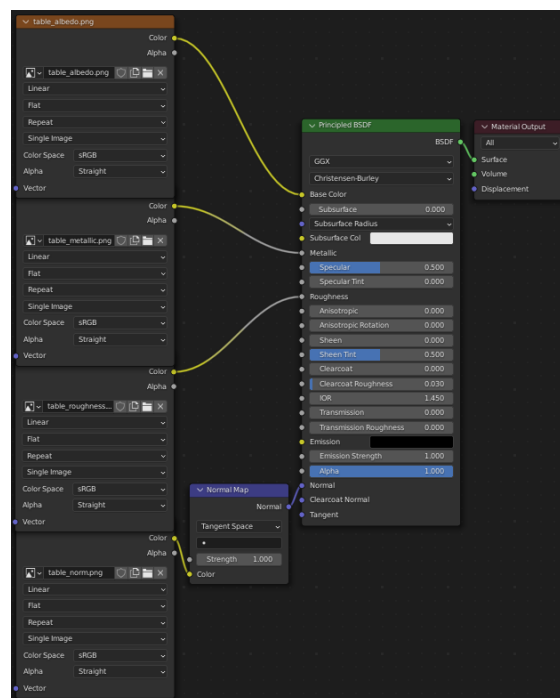 table_albedo.png
Color
Alpha
table_albedo.png
Linear
Flat
Repeat
Single Image
Color Space sRGB
Alpha Straight
Vector
Color
Alpha
table_metallic.png
Linear
Flat
Repeat
Single Image
Color Space sRGB
Alpha Straight
Vector
Color
Alpha
table_roughness...
Linear
Flat
Repeat
Single Image
Color Space sRGB
Alpha Straight
Vector
Color
Alpha
table_norm.png
Linear
Flat
Repeat
Single Image
Color Space sRGB
Alpha Straight
Vector
Normal Map
Normal
Tangent Space
Strength 1.000
Color
Principled BSDF
BSDF
GGX
Christensen-Burley
Base Color
Subsurface 0.000
Subsurface Radius
Subsurface Col
Metallic
Specular 0.500
Specular Tint 0.000
Roughness
Anisotropic 0.000
Anisotropic Rotation 0.000
Sheen 0.000
Sheen Tint 0.500
Clearcoat 0.000
Clearcoat Roughness 0.030
IOR 1.450
Transmission 0.000
Transmission Roughness 0.000
Emission
Emission Strength 1.000
Alpha 1.000
Normal
Clearcoat Normal
Tangent
Material Output
All
Surface
Volume
Displacement